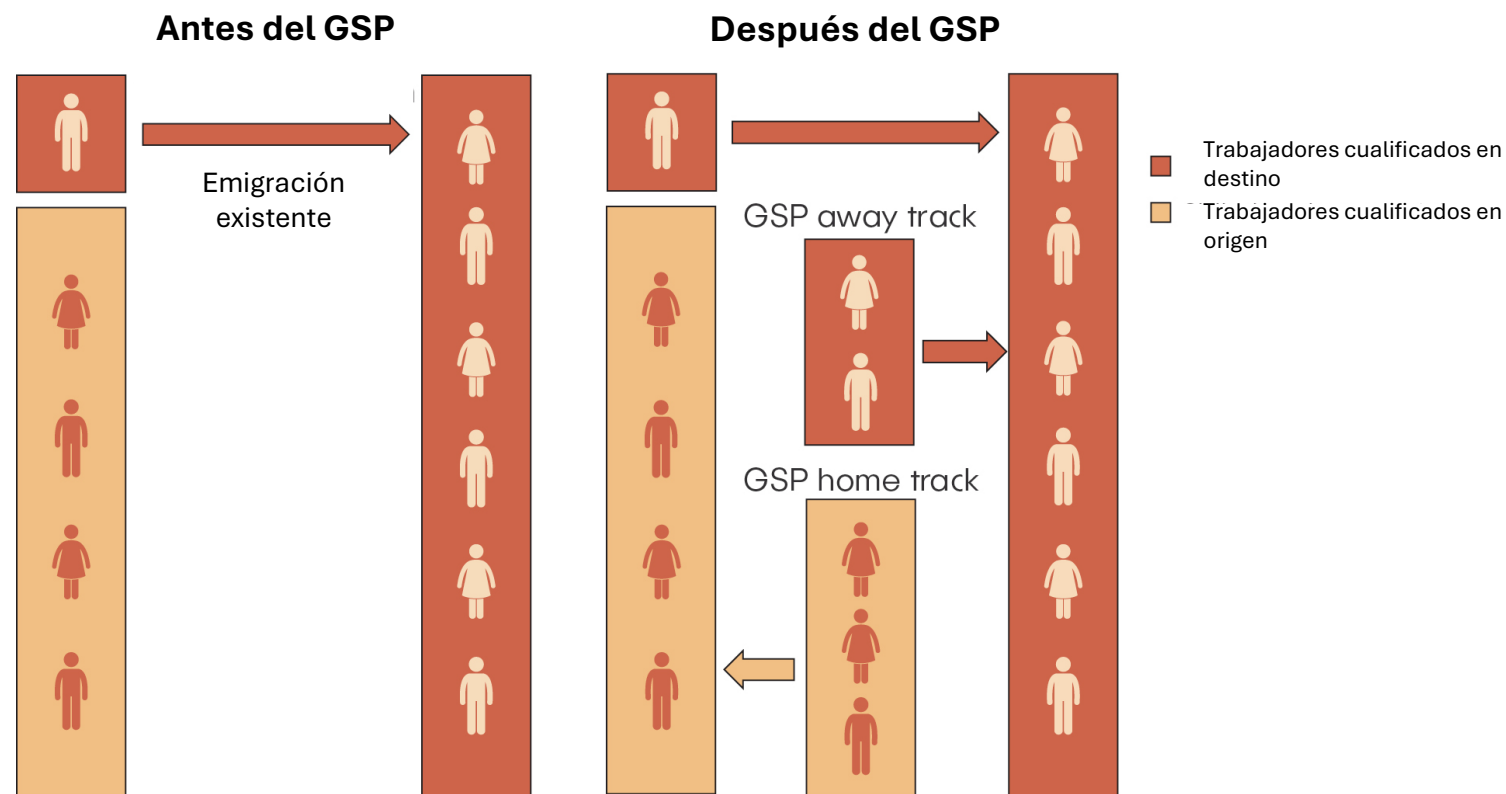 Antes del GSP
Después del GSP
Emigración
existente
GSP away track
GSP home track
Trabajadores cualificados en
destino
Trabajadores cualificados en
origen